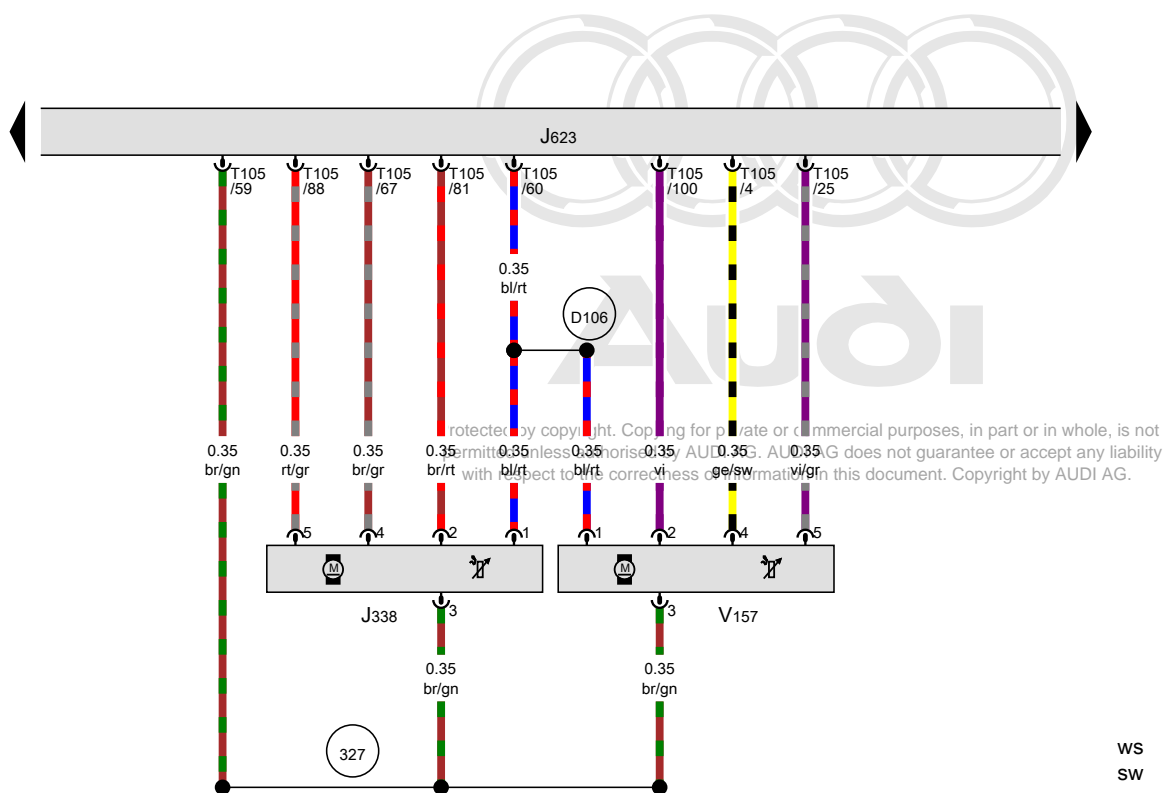 J623
T105 T105 T105 T105 T105 T105 T105 T105
/59 /88 /67 /81 /60 /100 /4 /25
0.35
bl/rt
D106
Audi
rotected by copyright. Copying for private or commercial purposes, in part or in whole, is not
permitted unless authorised by AUDI AG. AUDI AG does not guarantee or accept any liability
with respect to the correctness of information in this document. Copyright by AUDI AG.
0.35 0.35 0.35 0.35 0.35 0.35 0.35 0.35 0.35
br/gn rt/gr br/gr br/rt bl/rt bl/rt vi ge/sw vi/gr
5 4 2 1 1 2 4 5
M M
J338 3 3 V157
0.35 0.35
br/gn br/gn
327
ws
sw